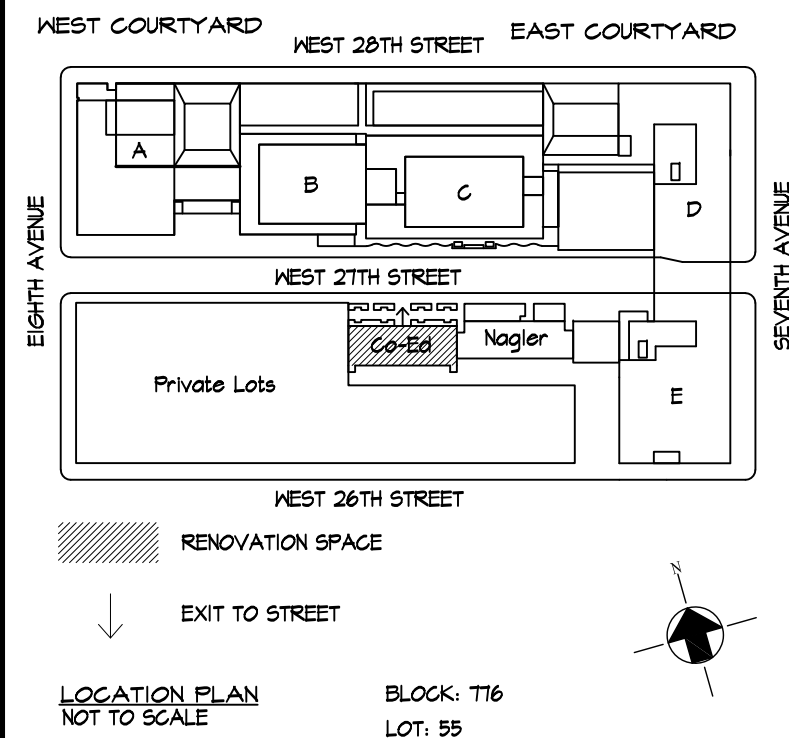 WEST COURTYARD
WEST 28TH STREET
EAST COURTYARD
A
B
C
D
EIGHTH AVENUE
SEVENTH AVENUE
WEST 27TH STREET
Co-Ed
Nagler
Private Lots
E
WEST 26TH STREET
RENOVATION SPACE
EXIT TO STREET
N
LOCATION PLAN
NOT TO SCALE
BLOCK: 776
LOT: 55